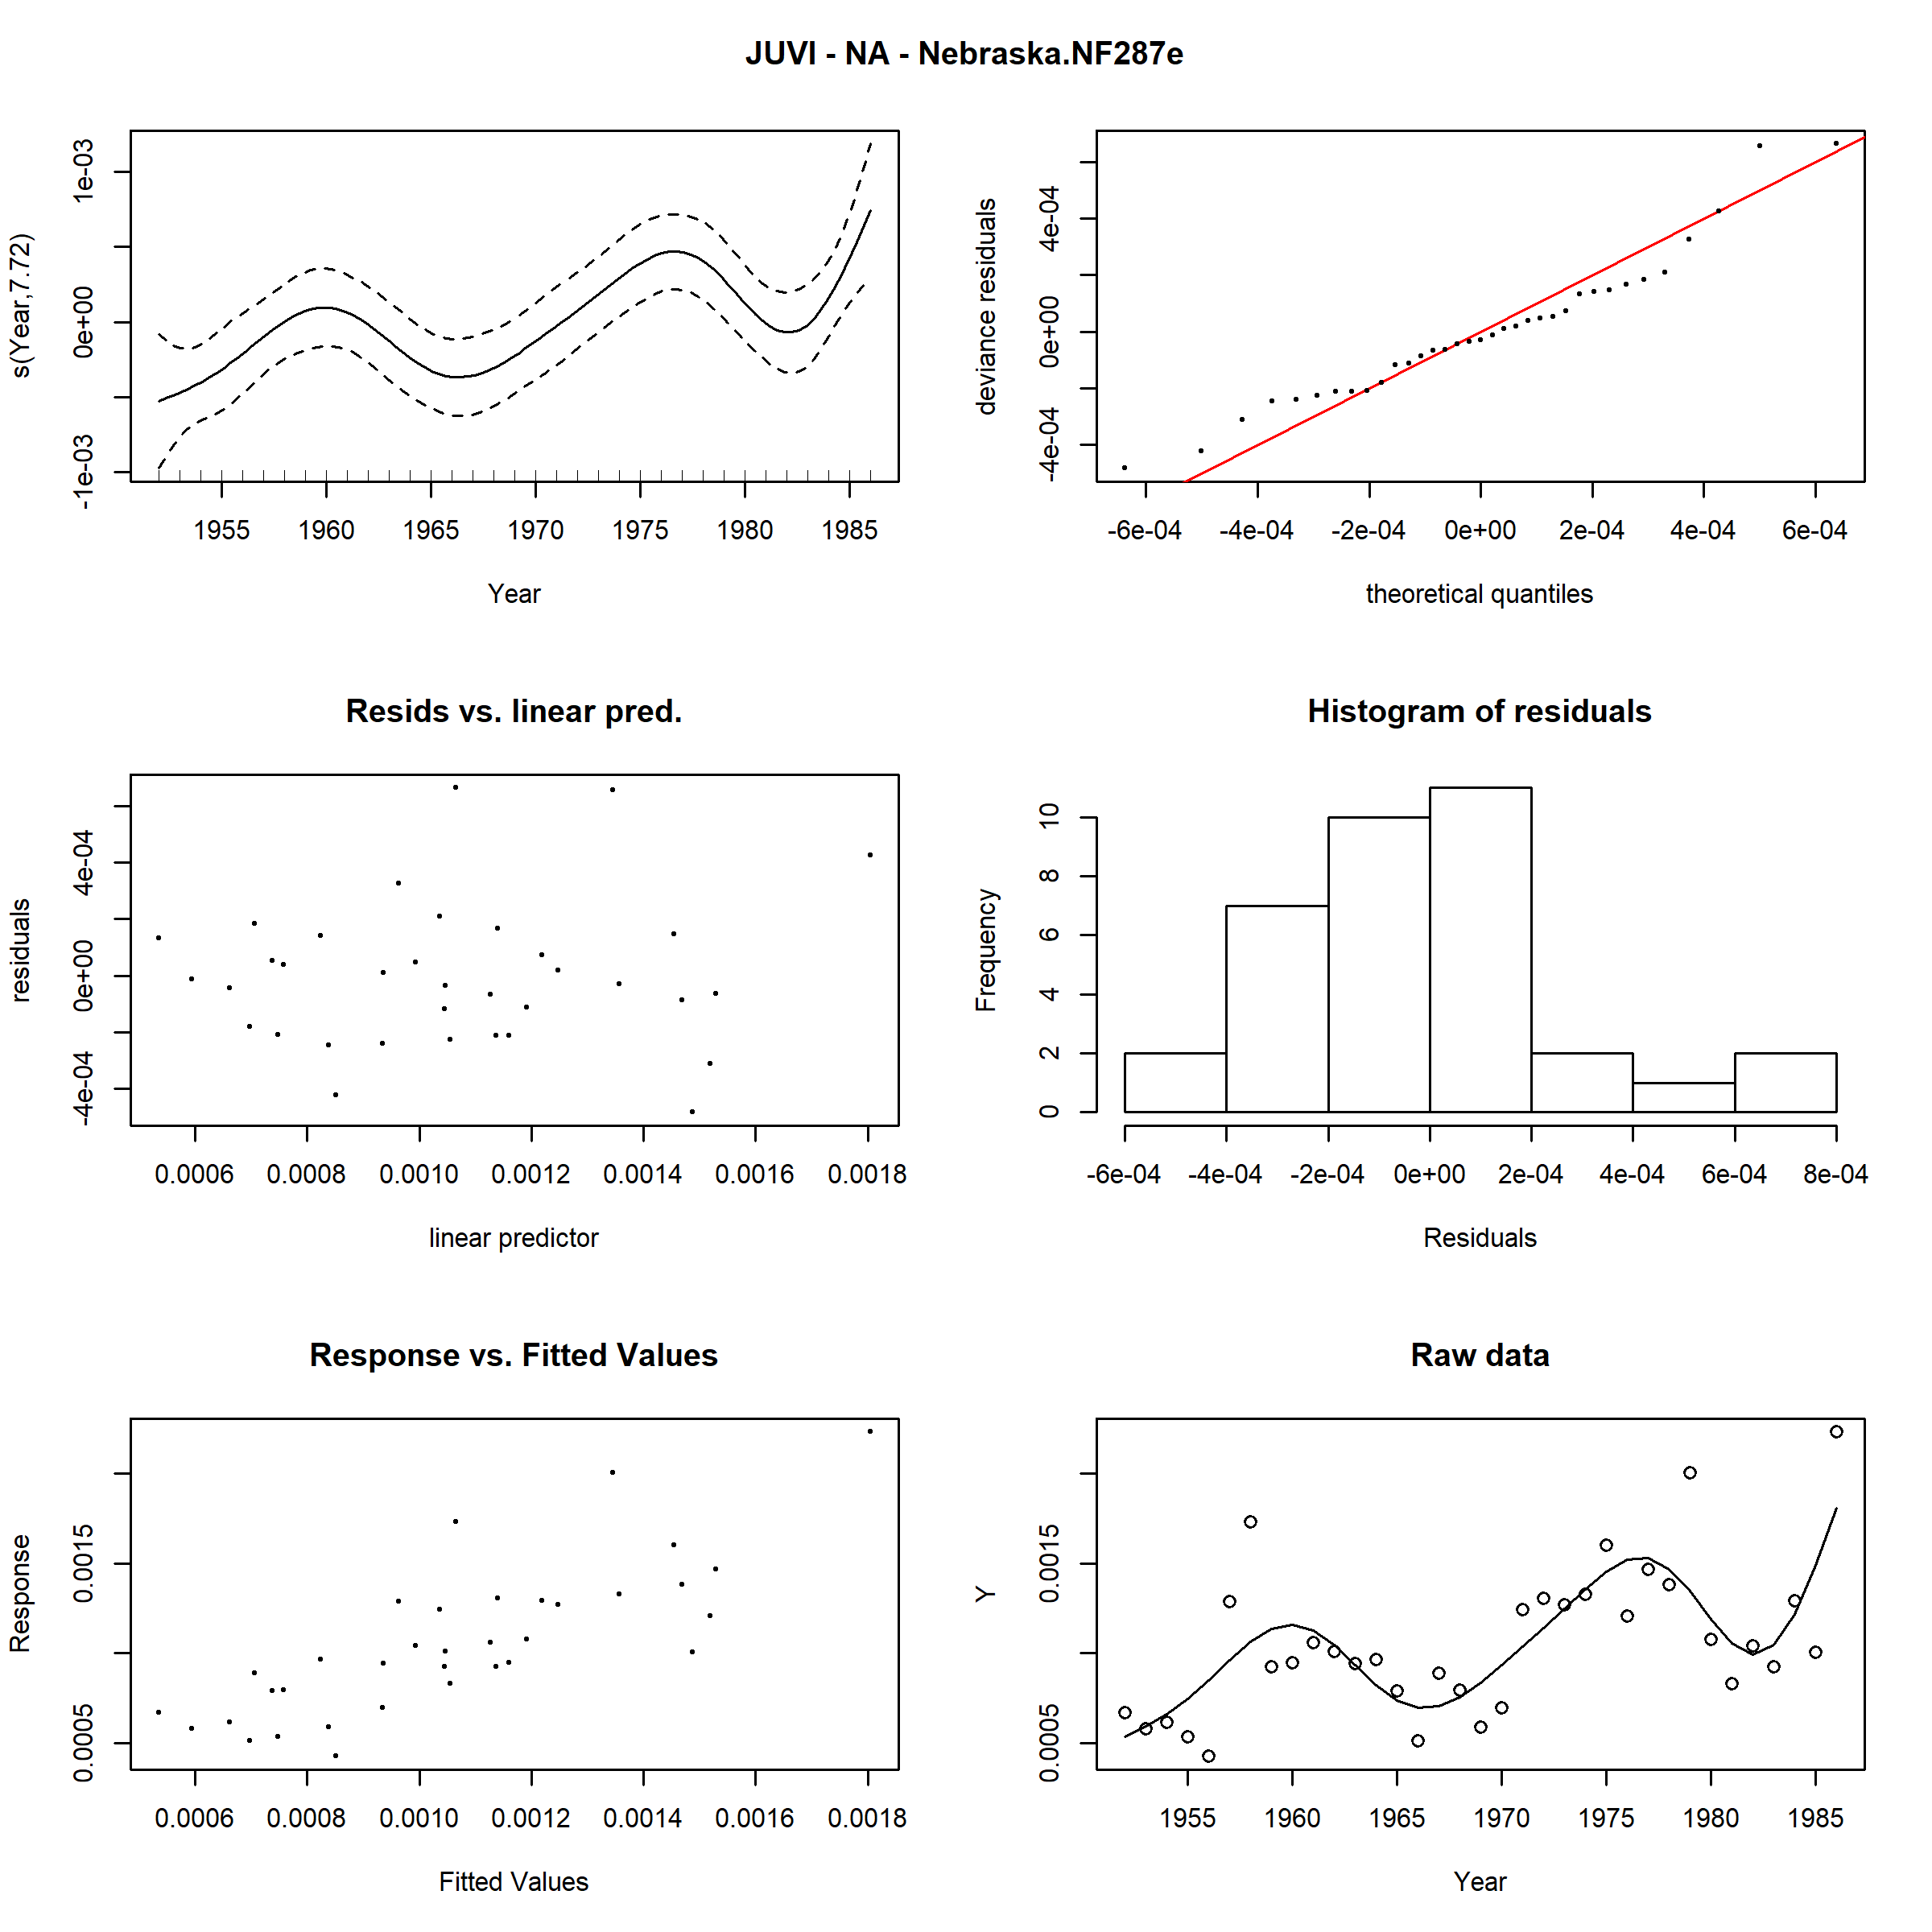 JUVI - NA - Nebraska.NF287e
s(Year,7.72)
-1e-03 0e+00 1e-03
1955 1960 1965 1970 1975 1980 1985
Year
deviance residuals
-4e-04 0e+00 4e-04
-6e-04 -4e-04 -2e-04 0e+00 2e-04 4e-04 6e-04
theoretical quantiles
Resids vs. linear pred.
residuals
-4e-04 0e+00 4e-04
0.0006 0.0008 0.0010 0.0012 0.0014 0.0016 0.0018
linear predictor
Histogram of residuals
Frequency
0 2 4 6 8 10
-6e-04 -4e-04 -2e-04 0e+00 2e-04 4e-04 6e-04 8e-04
Residuals
Response vs. Fitted Values
Response
0.0005 0.0015
0.0006 0.0008 0.0010 0.0012 0.0014 0.0016 0.0018
Fitted Values
Raw data
Y
0.0005 0.0015
1955 1960 1965 1970 1975 1980 1985
Year